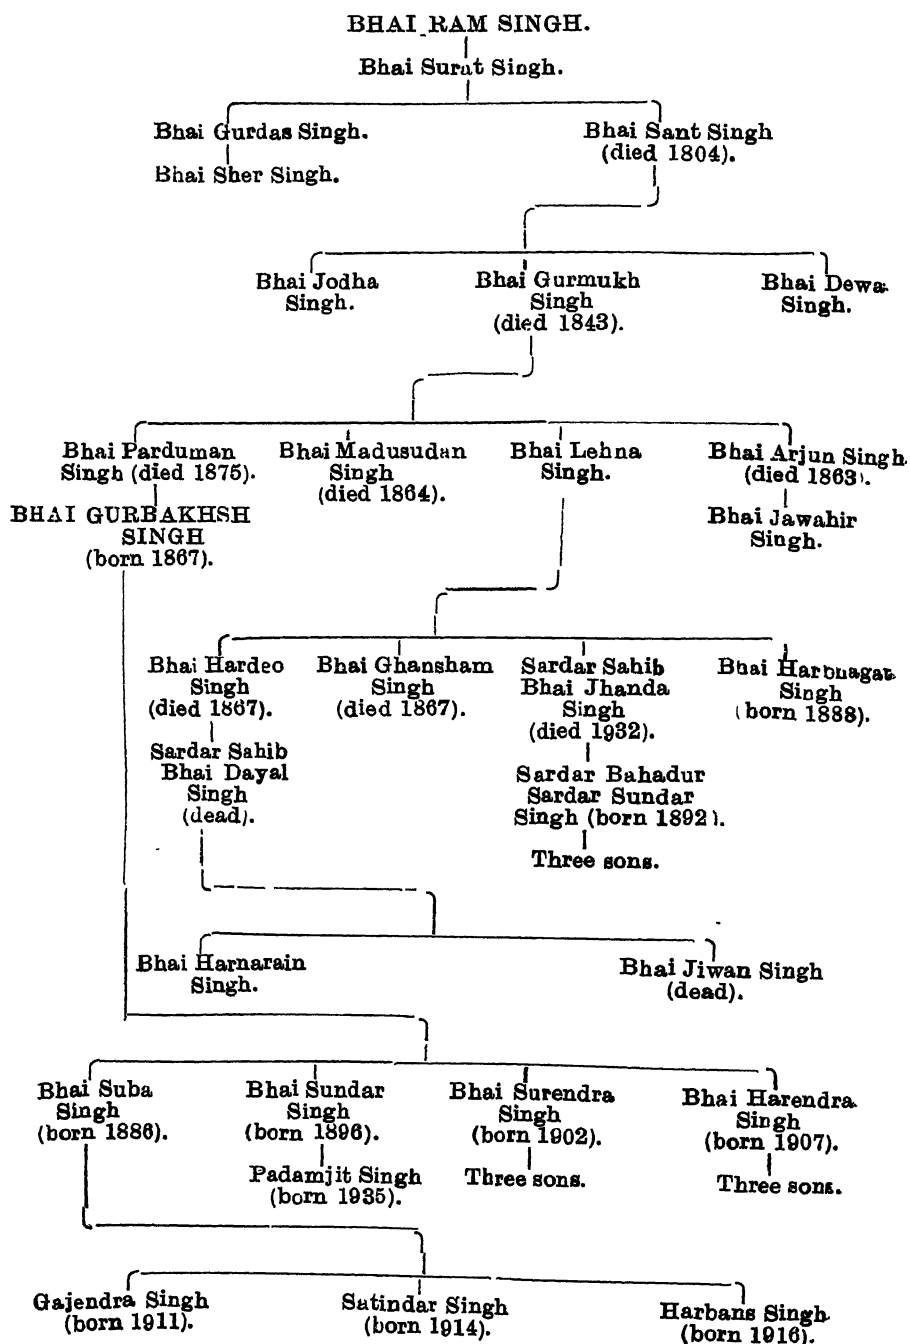 BHAI RAM SINGH.
Bhai Surat Singh.
Bhai Gurdas Singh.
Bhai Sher Singh.
Bhai Sant Singh
(died 1804).
Bhai Jodha
Singh.
Bhai Gurmukh
Singh
(died 1843).
Bhai Dewa
Singh.
Bhai Parduman
Singh (died 1875).
BHAI GURBAKHSH
SINGH
(born 1867).
Bhai Madusudan
Singh
(died 1864).
Bhai Lehna
Singh.
Bhai Arjun Singh
(died 1863).
Bhai Jawahir
Singh.
Bhai Hardeo
Singh
(died 1867).
Sardar Sahib
Bhai Dayal
Singh
(dead).
Bhai Ghansham
Singh
(died 1867).
Sardar Sahib
Bhai Jhanda
Singh
(died 1932).
Sardar Bahadur
Sardar Sundar
Singh (born 1892).
Three sons.
Bhai Harbhagat
Singh
(born 1888).
Bhai Harnarain
Singh.
Bhai Jiwan Singh
(dead).
Bhai Suba
Singh
(born 1886).
Bhai Sundar
Singh
(born 1896).
Padamjit Singh
(born 1935).
Bhai Surendra
Singh
(born 1902).
Three sons.
Bhai Harendra
Singh
(born 1907).
Three sons.
Gajendra Singh
(born 1911).
Satindar Singh
(born 1914).
Harbans Singh
(born 1916).